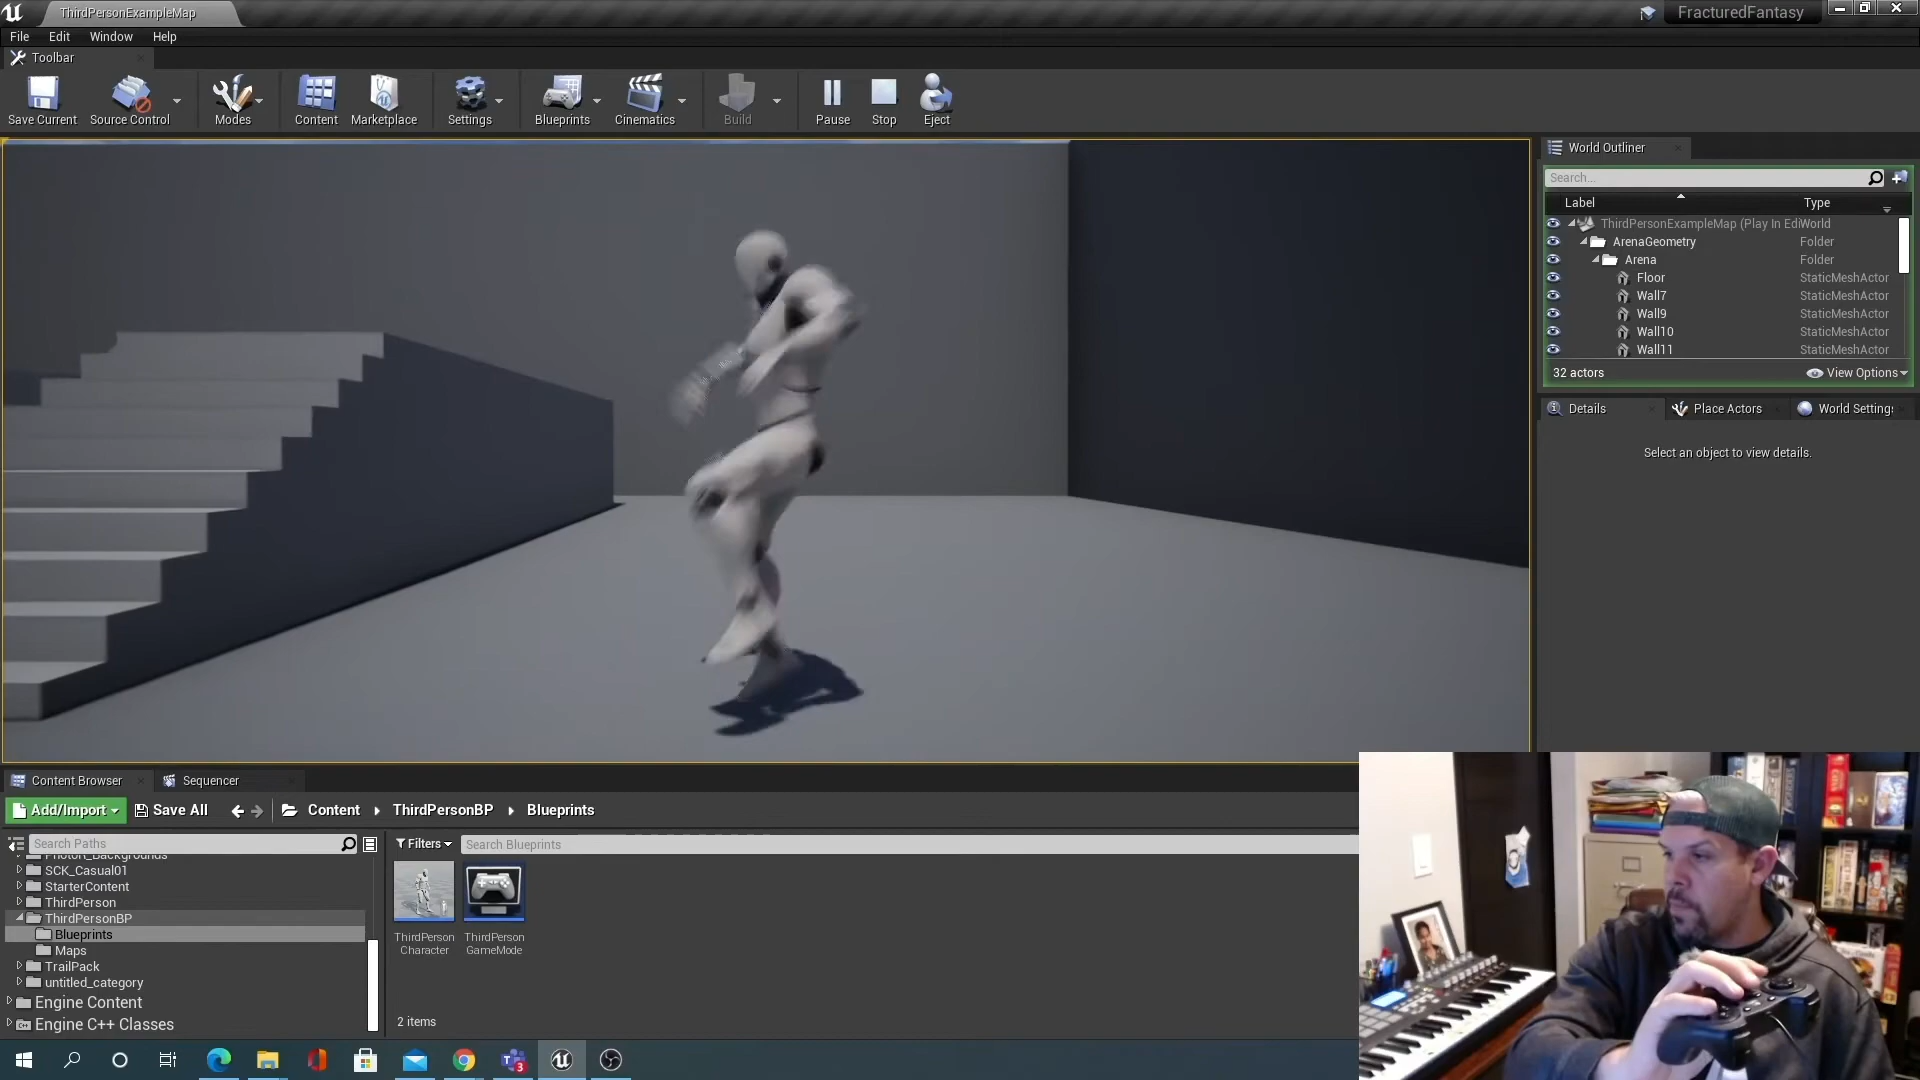 ThirdPersonExampleMap
FracturedFantasy
File Edit Window Help
Toolbar
Save Current Source Control Modes Content Marketplace Settings Blueprints Cinematics Build Pause Stop Eject
World Outliner
Search...
Label Type
ThirdPersonExampleMap (Play In Edi World
ArenaGeometry Folder
Arena Folder
Floor StaticMeshActor
Wall7 StaticMeshActor
Wall9 StaticMeshActor
Wall10 StaticMeshActor
Wall11 StaticMeshActor
32 actors View Options
Details Place Actors World Settings
Select an object to view details.
Content Browser Sequencer
Add/Import Save All Content ThirdPersonBP Blueprints
Search Paths Filters Search Blueprints
PhotoR_Backgrounds
SCK_Casual01
StarterContent
ThirdPerson
ThirdPersonBP
Blueprints
Maps
TrailPack
untitled_category
Engine Content
Engine C++ Classes
ThirdPerson
Character
ThirdPerson
GameMode
2 items
3